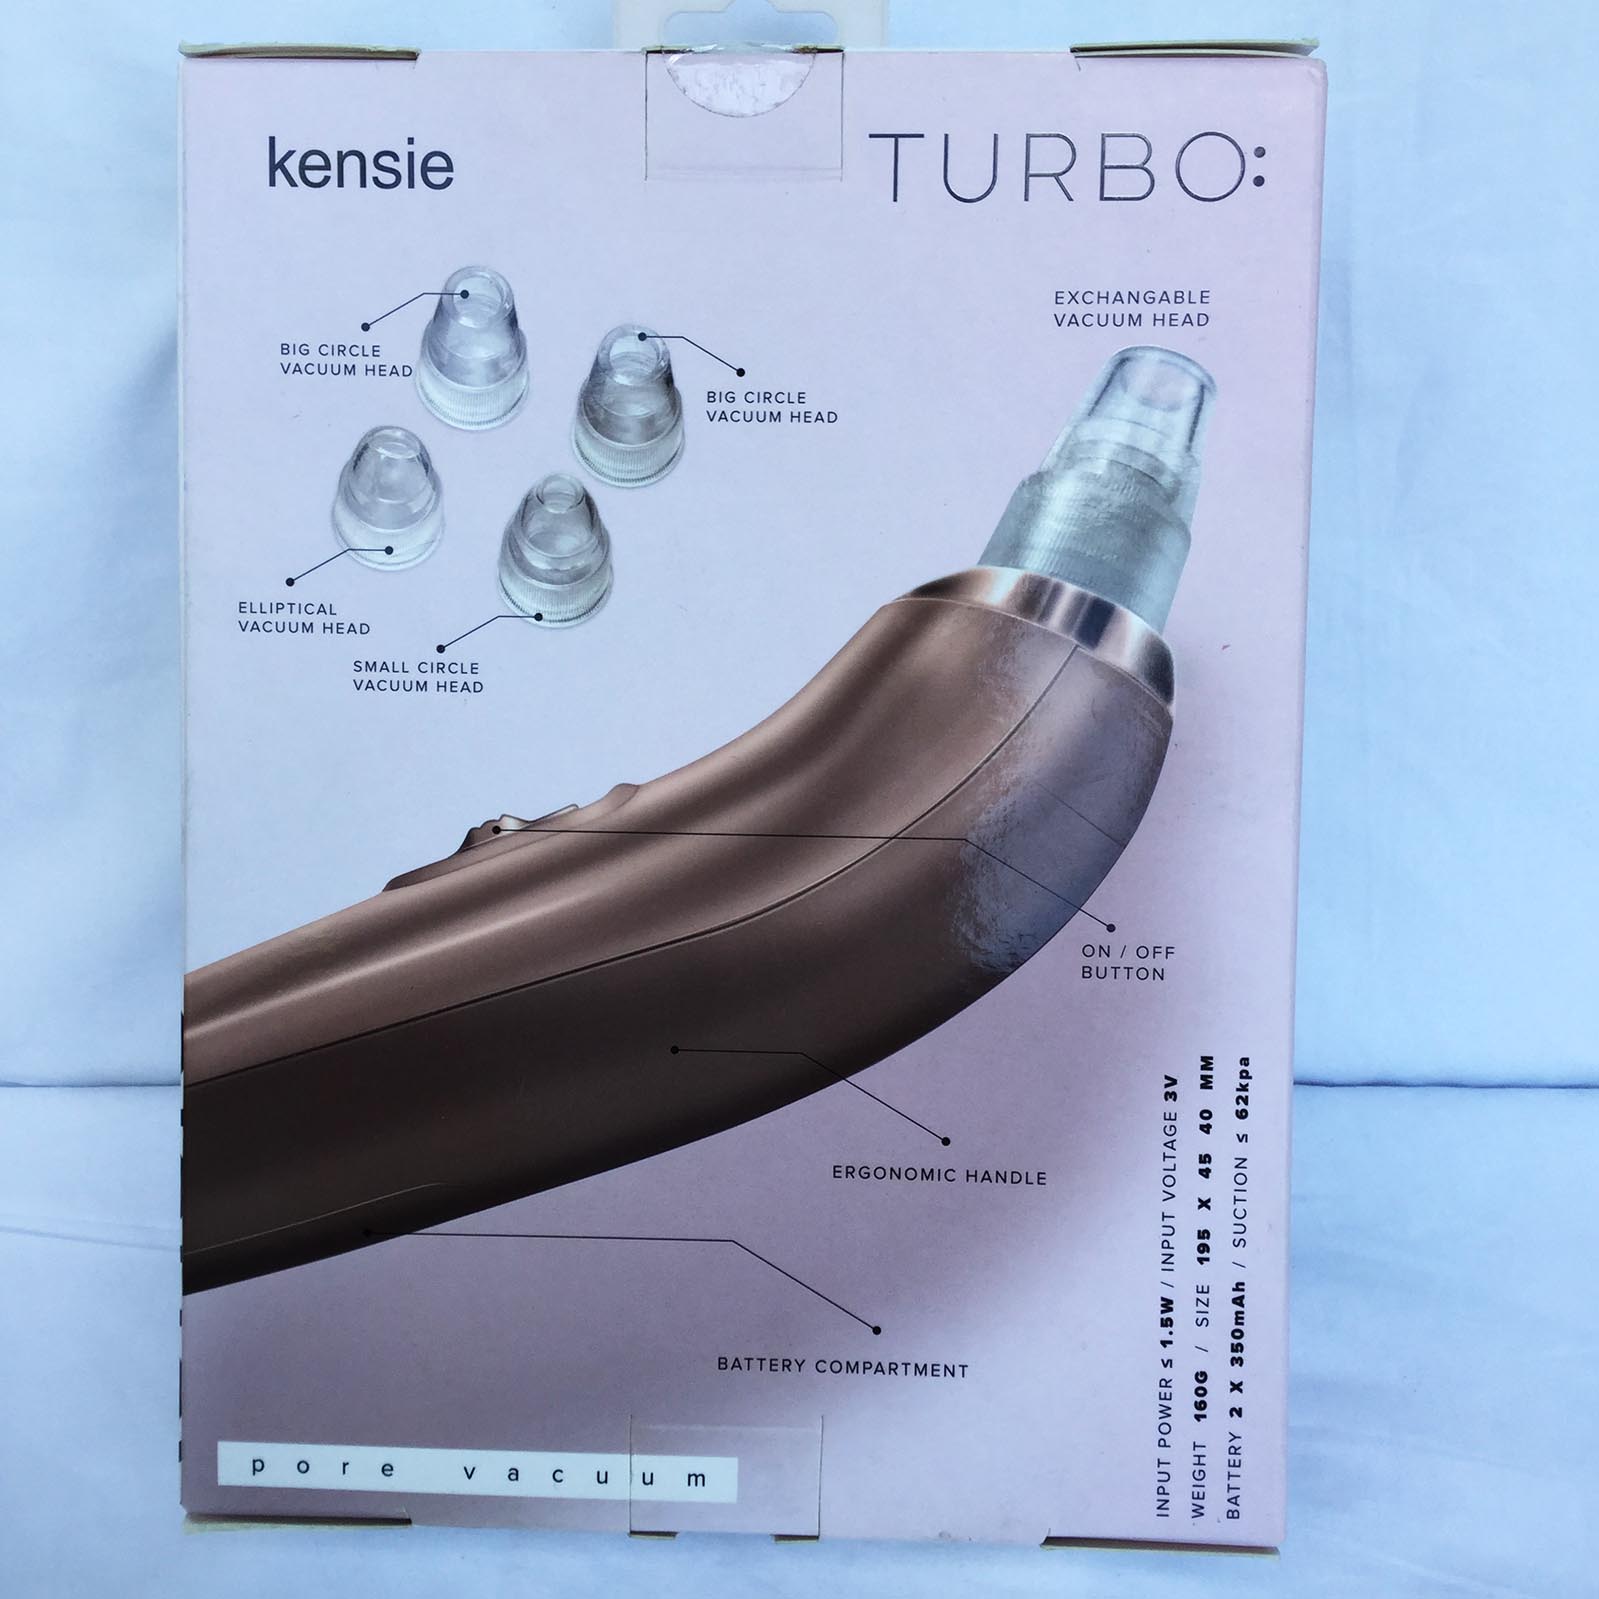 kensie
TURBO:
EXCHANGABLE
VACUUM HEAD
BIG CIRCLE
VACUUM HEAD
BIG CIRCLE
VACUUM HEAD
ELLIPTICAL
VACUUM HEAD
SMALL CIRCLE
VACUUM HEAD
ON / OFF
BUTTON
ERGONOMIC HANDLE
BATTERY COMPARTMENT
pore vacuum
INPUT POWER ≤ 1.5W / INPUT VOLTAGE 3V
WEIGHT 160G / SIZE 195 X 45 40 MM
BATTERY 2 X 350mAh / SUCTION ≤ 62kpa